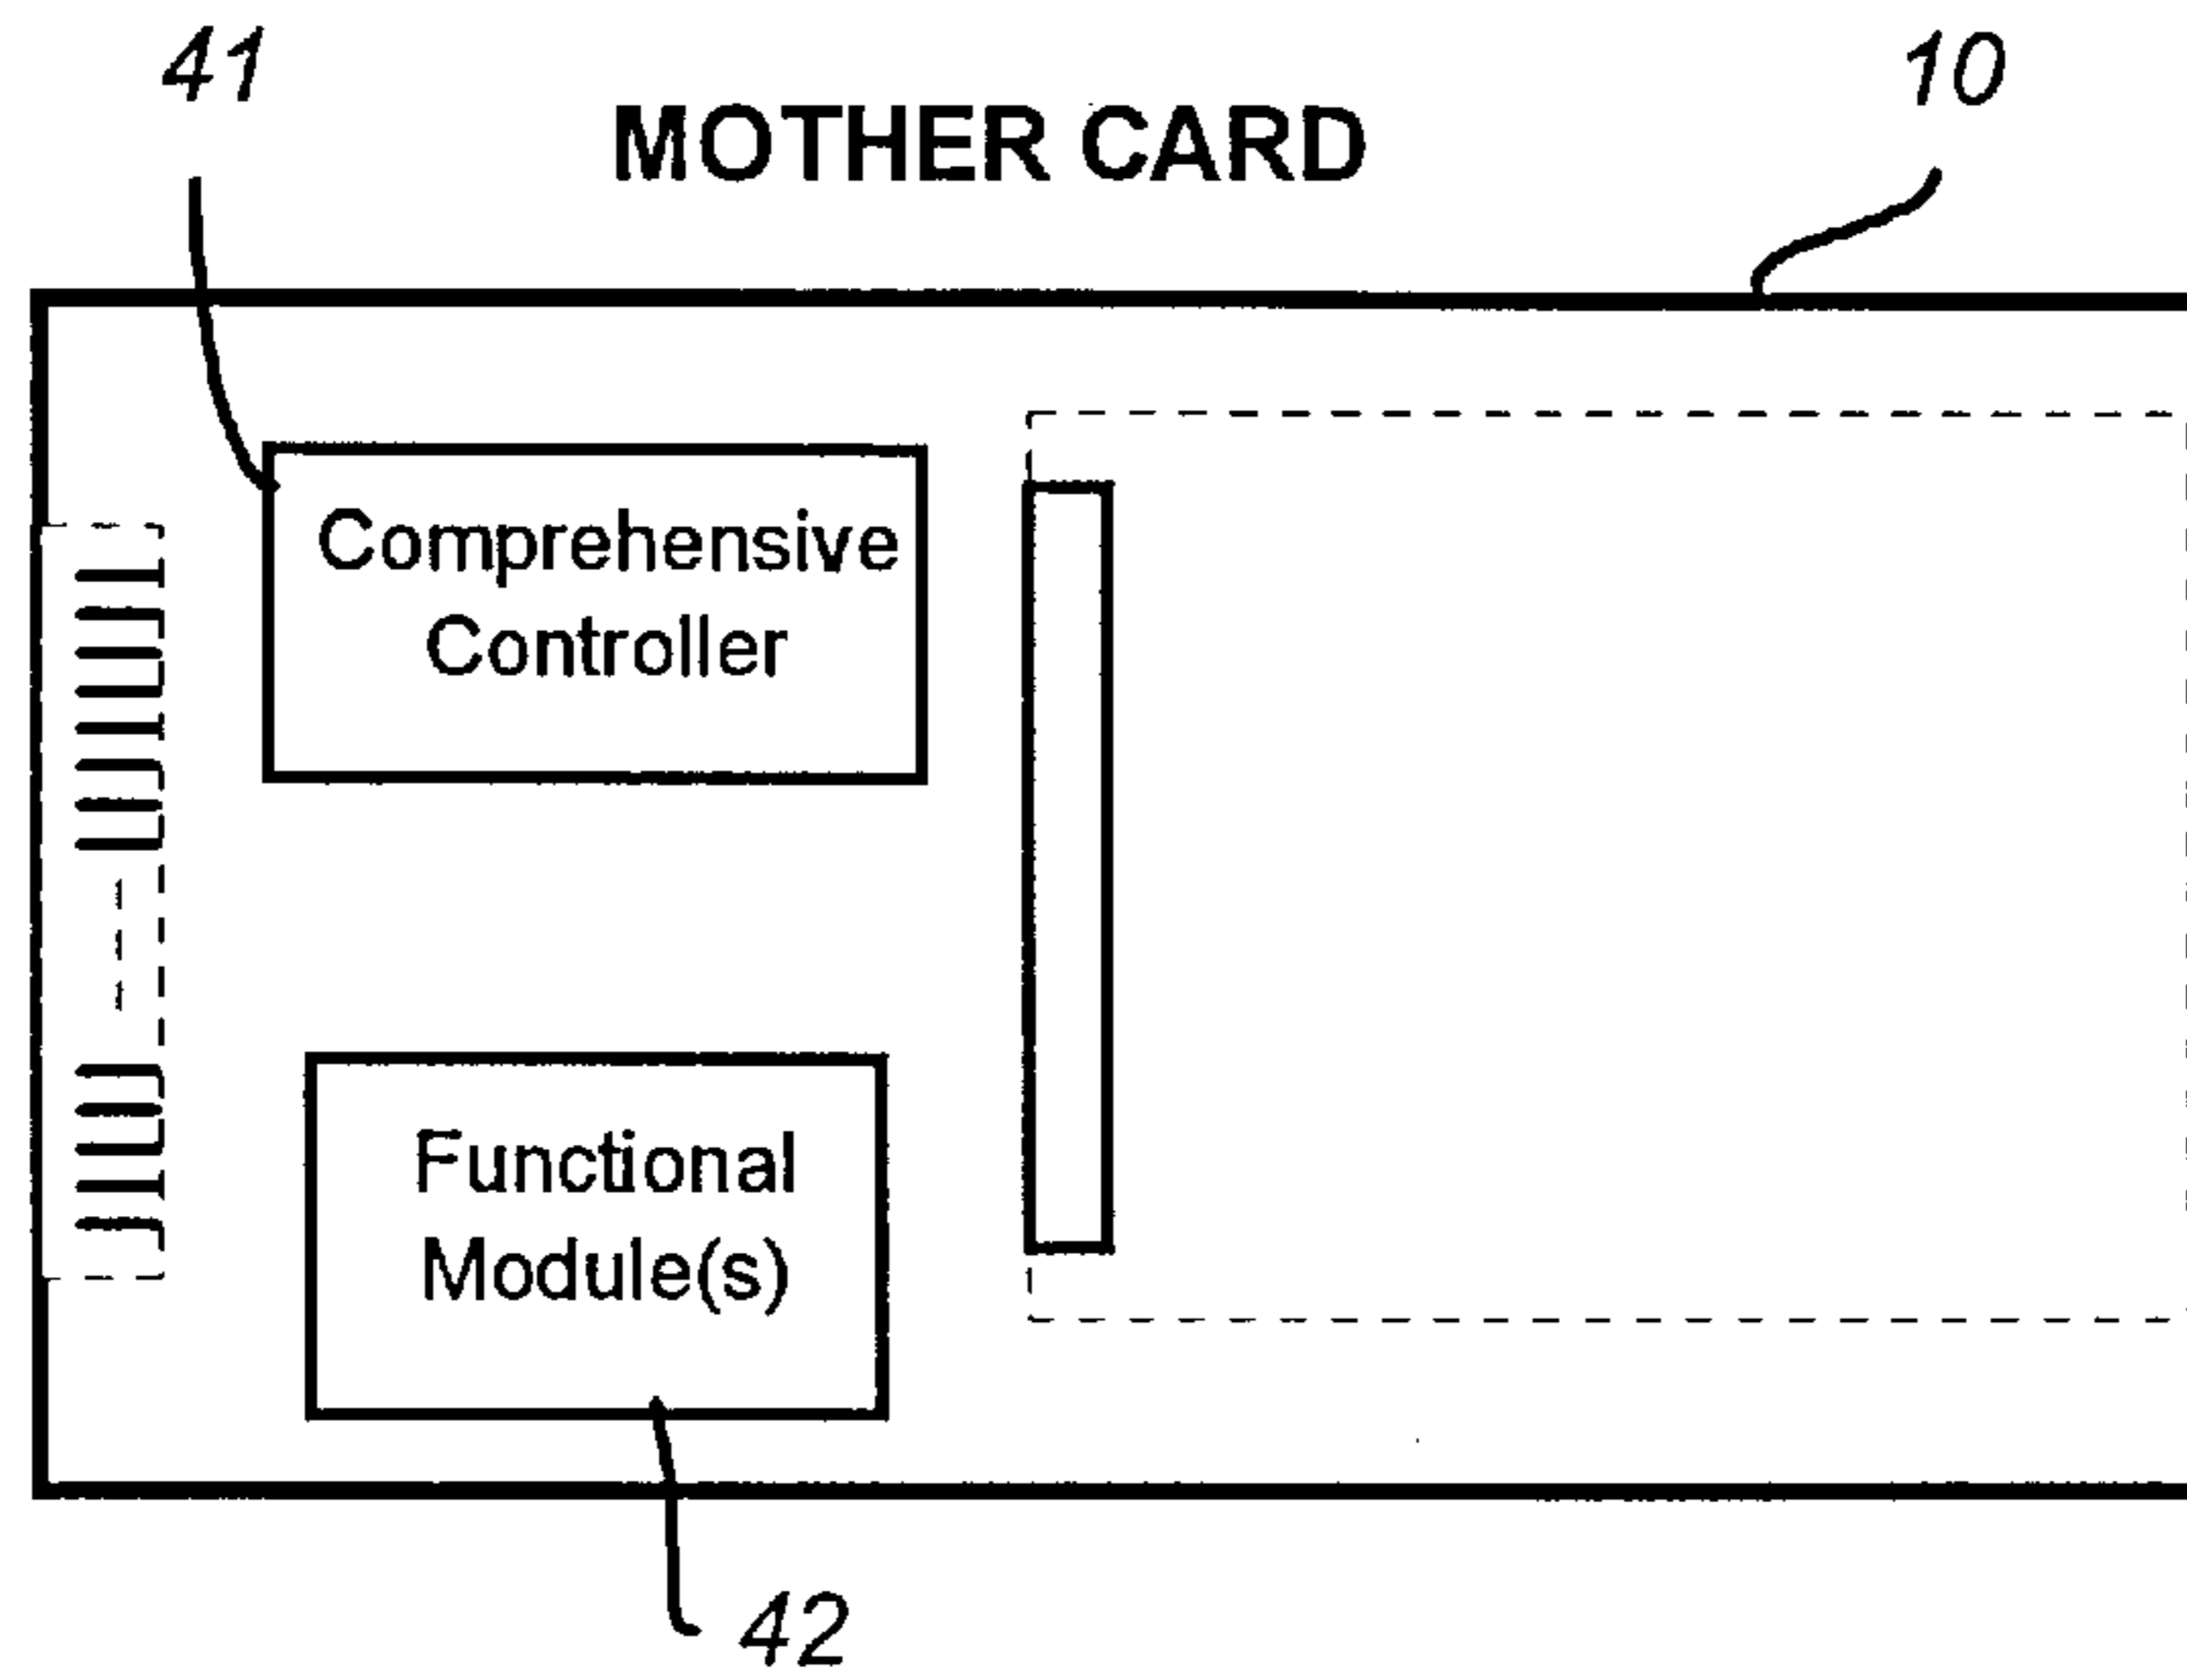 41
10
MOTHER CARD
Comprehensive
Controller
Functional
Module(s)
42